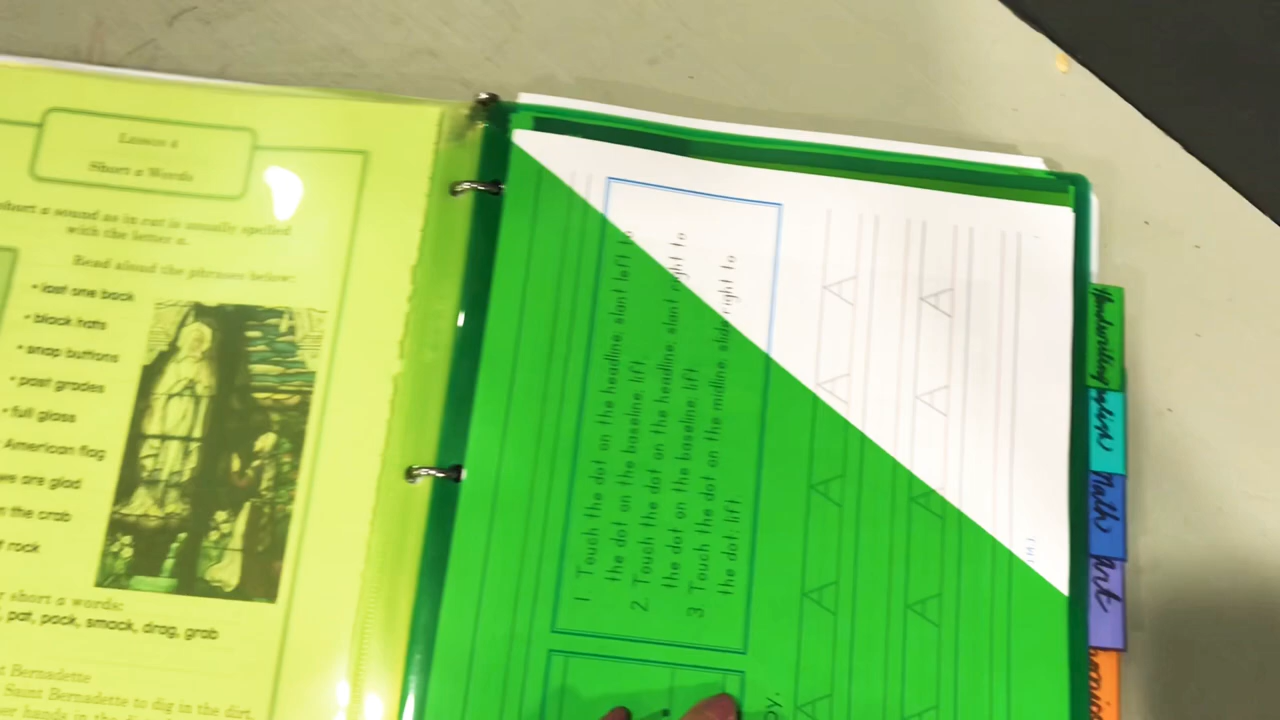 Lesson 4
Short a Words
short a sound as in cat is usually spelled
with the letter a.
Read aloud the phrases below:
• last one back
• black hats
• snap buttons
• past grades
• full glass
American flag
we are glad
the crab
rock
short a words:
pat, pack, smack, drag, grab
Bernadette
Saint Bernadette to dig in the dirt,
hands in the
1 Touch the dot on the headline; slant left to
the dot on the baseline; lift
2 Touch the dot on the headline; slant right to
the dot on the baseline; lift
3 Touch the dot on the midline; slide right to
the dot; lift
A A A A A
A A A A A
Handwriting
Math
Art